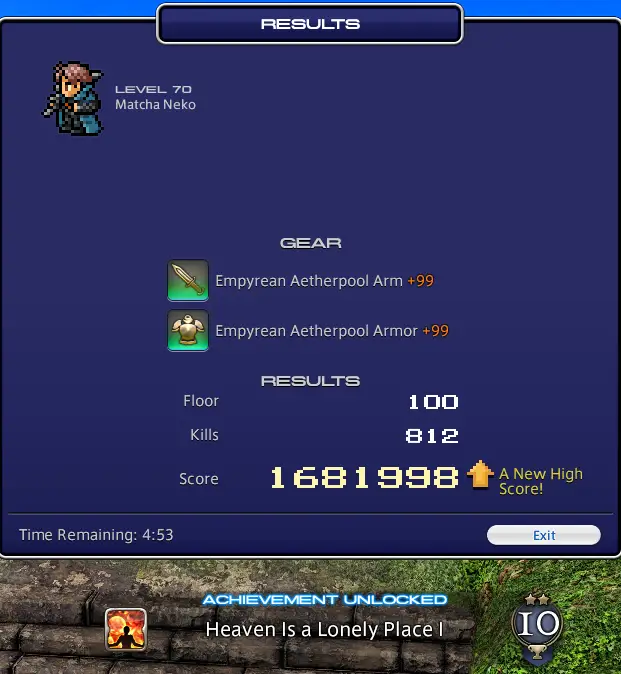 RESULTS
LEVEL 70
Matcha Neko
GEAR
Empyrean Aetherpool Arm +99
Empyrean Aetherpool Armor +99
RESULTS
Floor 100
Kills 812
Score 1681998 A New High
Score!
Time Remaining: 4:53 Exit
ACHIEVEMENT UNLOCKED
Heaven Is a Lonely Place I
10